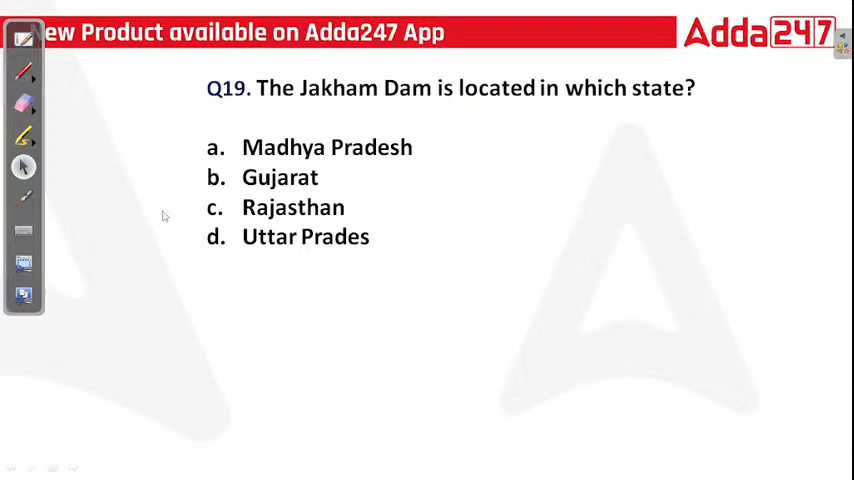 New Product available on Adda247 App
Adda247
Q19. The Jakham Dam is located in which state?
a. Madhya Pradesh
b. Gujarat
c. Rajasthan
d. Uttar Prades